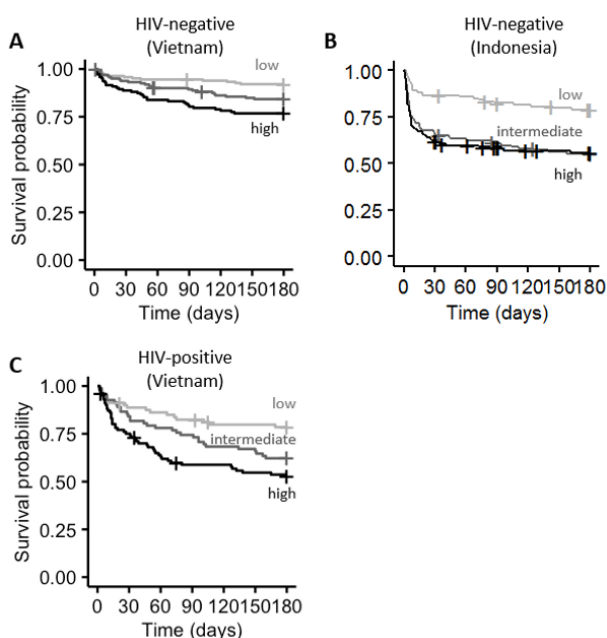 A
HIV-negative
(Vietnam)
low
high
Survival probability
1.00
0.75
0.50
0.25
0.00
0 30 60 90 120150180
Time (days)
B
HIV-negative
(Indonesia)
low
intermediate
high
1.00
0.75
0.50
0.25
0.00
0 30 60 90 120150180
Time (days)
C
HIV-positive
(Vietnam)
low
intermediate
high
Survival probability
1.00
0.75
0.50
0.25
0.00
0 30 60 90 120150180
Time (days)